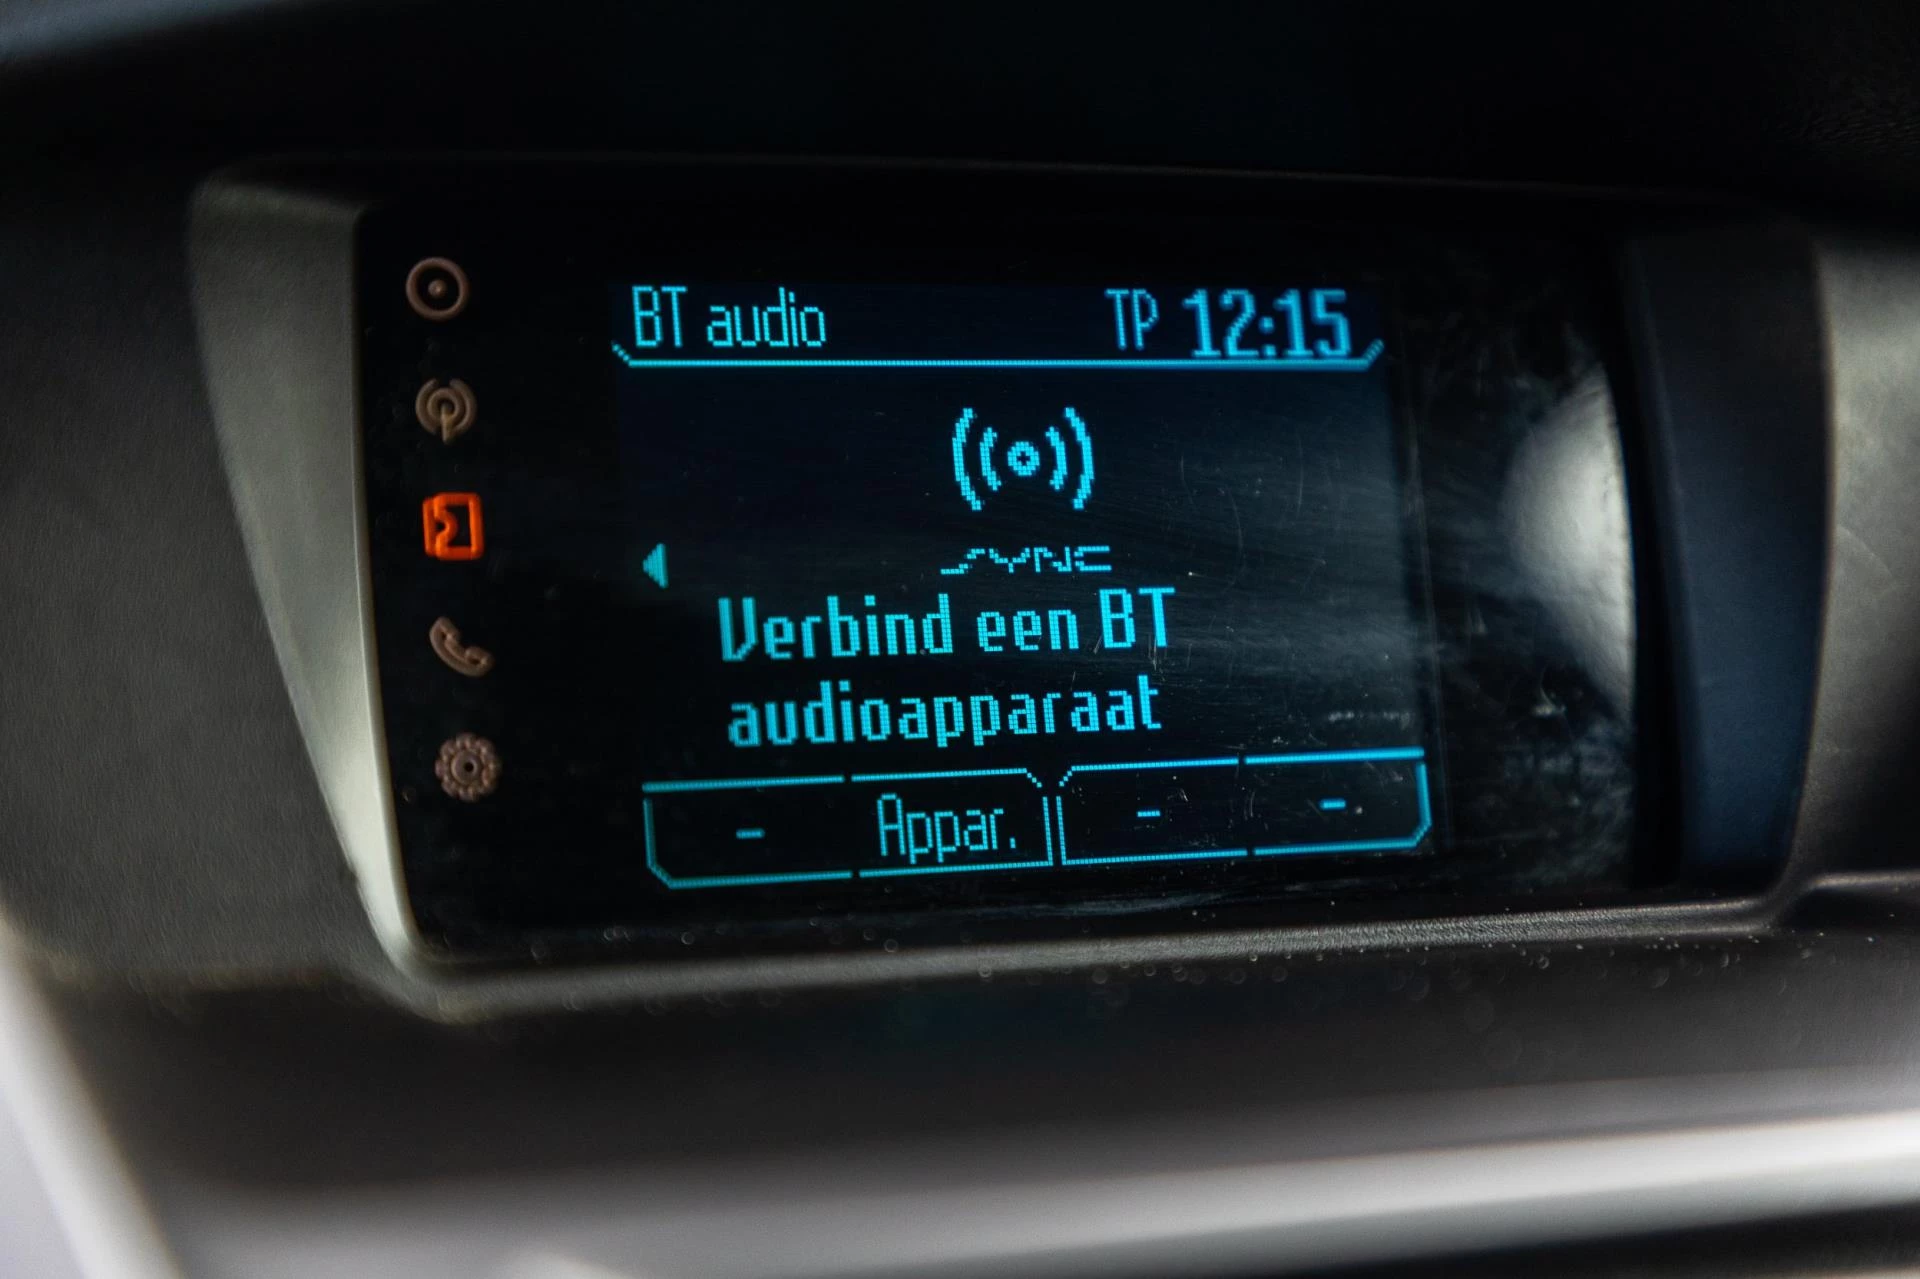 BT audio TP 12:15
SYNC
Verbind een BT
audioapparaat
- Appar. - -